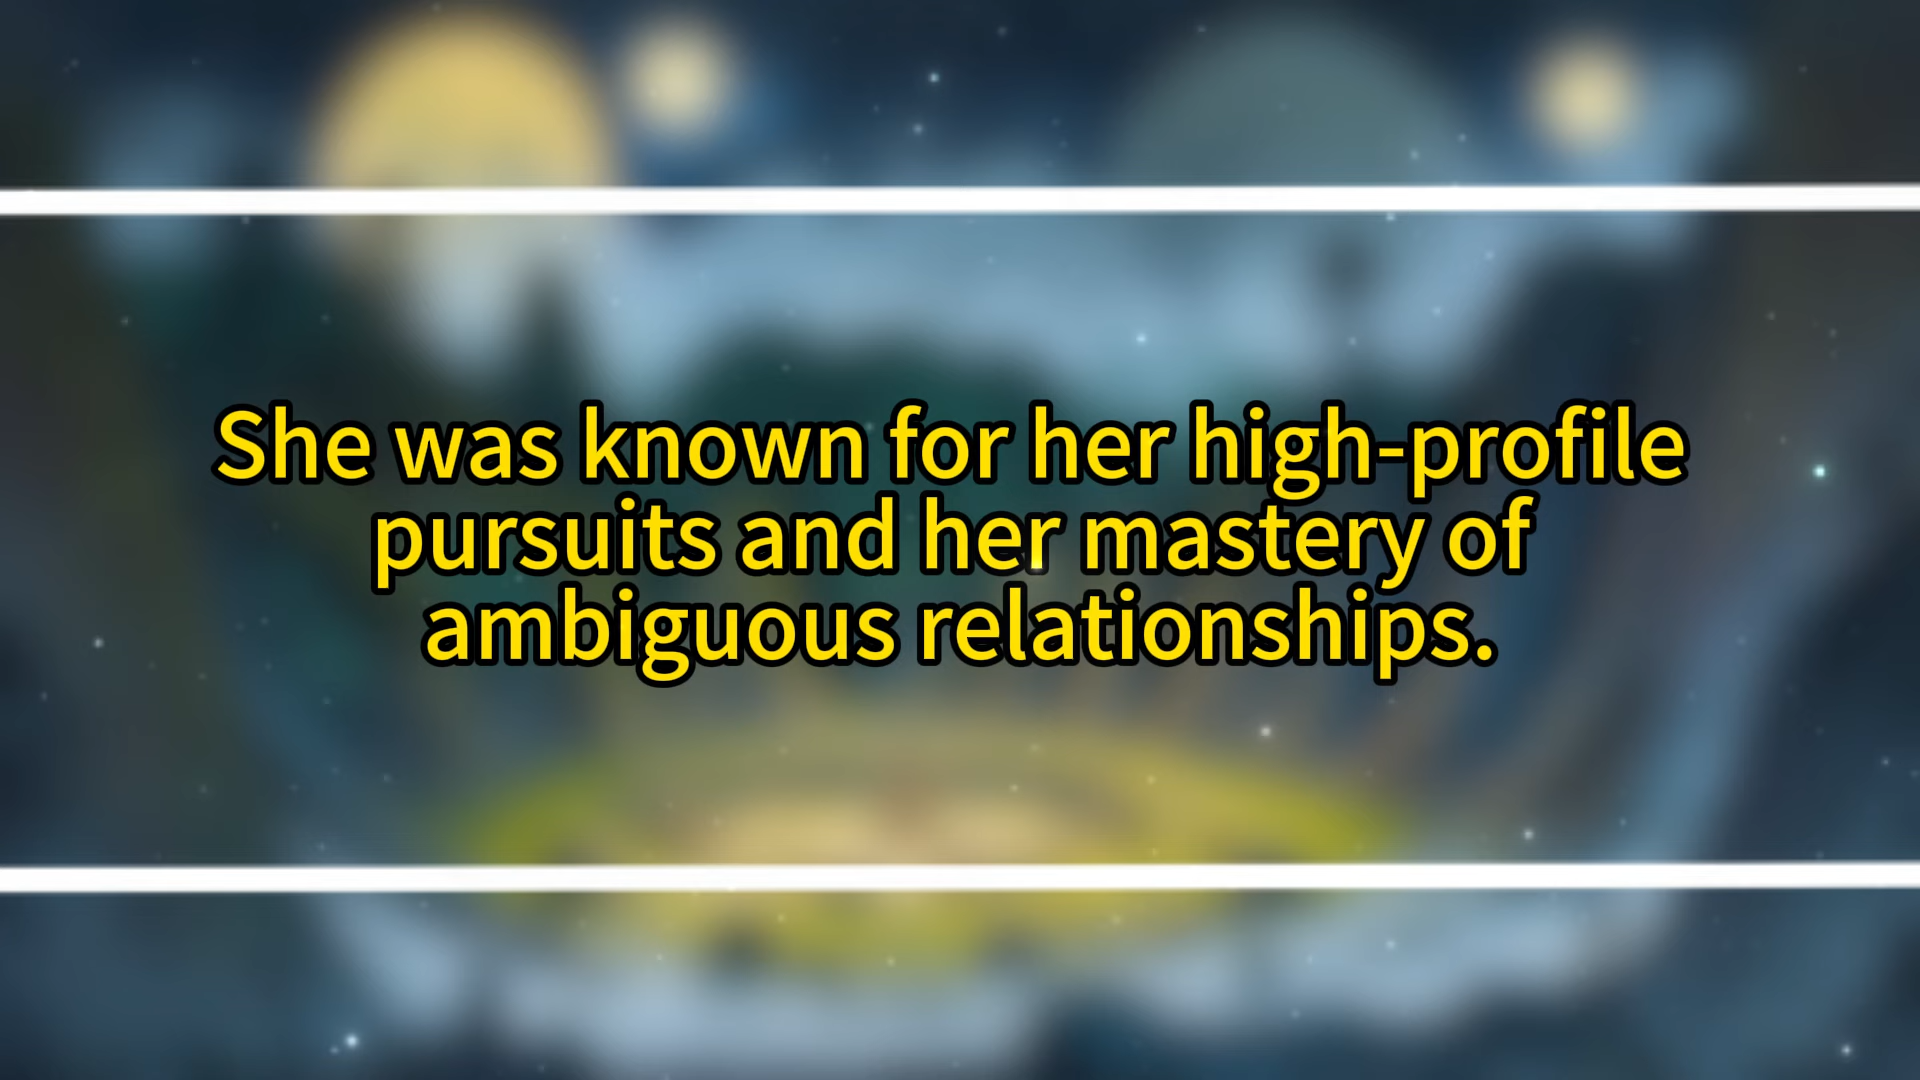 She was known for her high-profile
pursuits and her mastery of
ambiguous relationships.